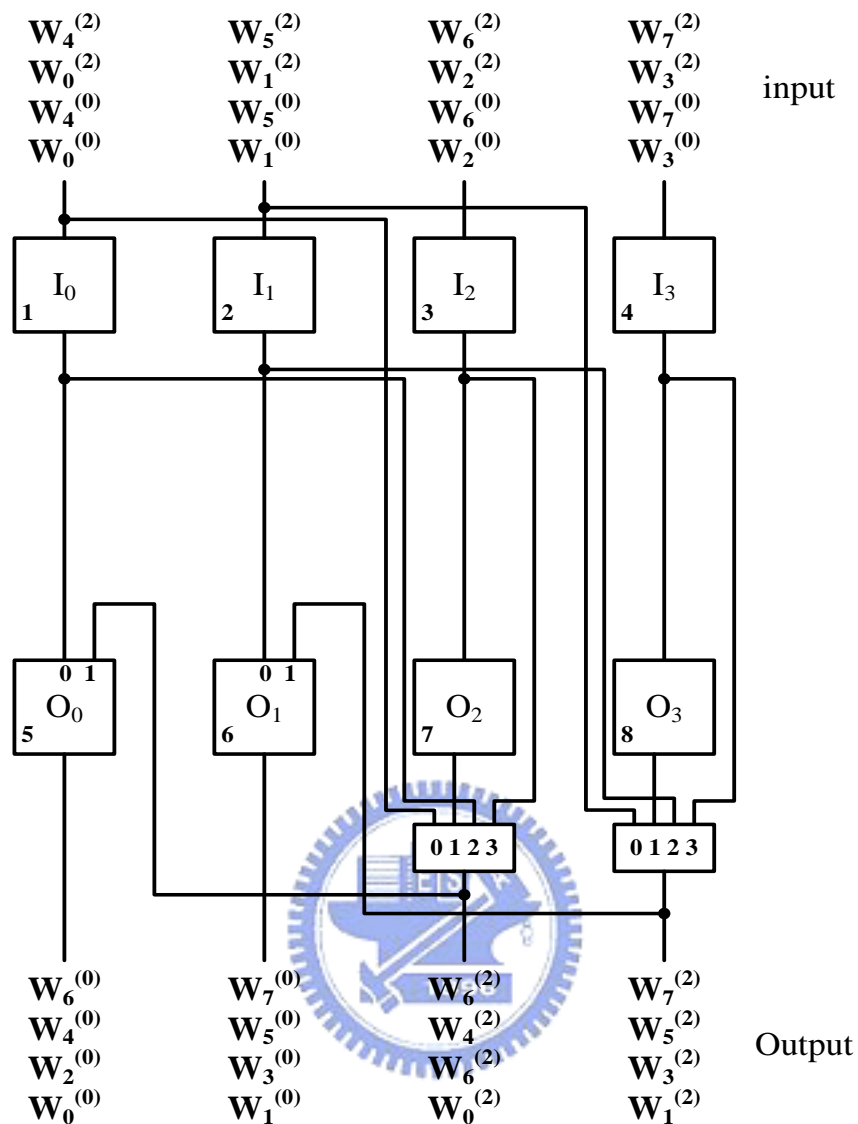 W₄⁽²⁾ W₅⁽²⁾ W₆⁽²⁾ W₇⁽²⁾
W₀⁽²⁾ W₁⁽²⁾ W₂⁽²⁾ W₃⁽²⁾
input
W₄⁽⁰⁾ W₅⁽⁰⁾ W₆⁽⁰⁾ W₇⁽⁰⁾
W₀⁽⁰⁾ W₁⁽⁰⁾ W₂⁽⁰⁾ W₃⁽⁰⁾
I₀ I₁ I₂ I₃
1 2 3 4
0 1 0 1
O₀ O₁ O₂ O₃
5 6 7 8
0 1 2 3 0 1 2 3
W₆⁽⁰⁾ W₇⁽⁰⁾ W₆⁽²⁾ W₇⁽²⁾
W₄⁽⁰⁾ W₅⁽⁰⁾ W₄⁽²⁾ W₅⁽²⁾
Output
W₂⁽⁰⁾ W₃⁽⁰⁾ W₆⁽²⁾ W₃⁽²⁾
W₀⁽⁰⁾ W₁⁽⁰⁾ W₀⁽²⁾ W₁⁽²⁾